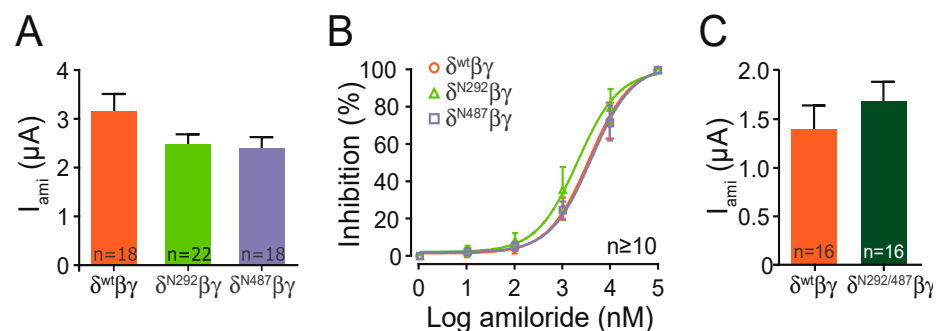 A
I_ami (μA)
4
3
2
1
0
n=18
n=22
n=18
δ^wtβγ
δ^N292βγ
δ^N487βγ
B
Inhibition (%)
100
80
60
40
20
0
δ^wtβγ
δ^N292βγ
δ^N487βγ
n≥10
0
1
2
3
4
5
Log amiloride (nM)
C
I_ami (μA)
2.0
1.5
1.0
0.5
0.0
n=16
n=16
δ^wtβγ
δ^N292/487βγ